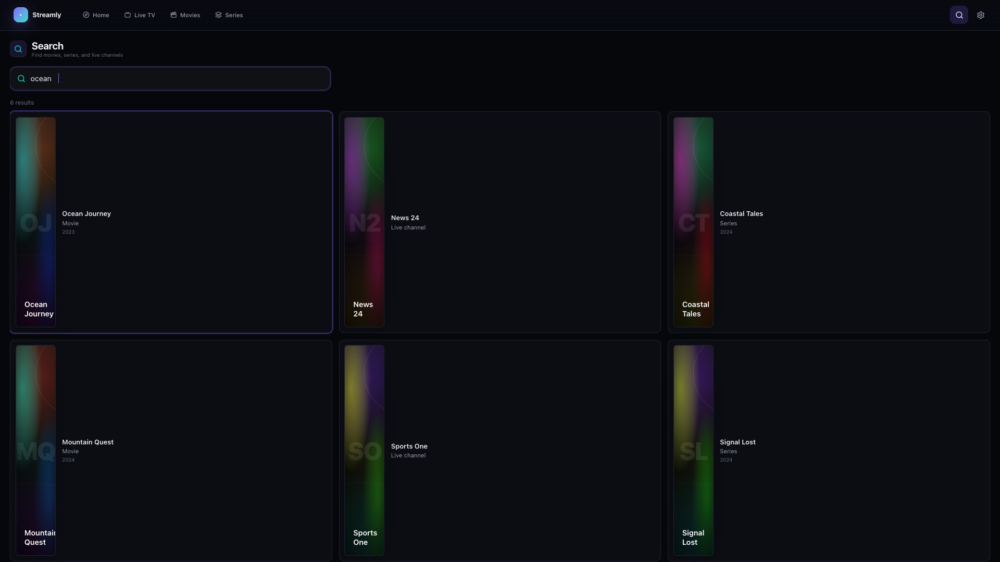 Streamly
Home
Live TV
Movies
Series
Search
Find movies, series, and live channels
ocean
6 results
OJ
Ocean
Journey
Ocean Journey
Movie
2023
N2
News
24
News 24
Live channel
CT
Coastal
Tales
Coastal Tales
Series
2024
MQ
Mountain
Quest
Mountain Quest
Movie
2024
SO
Sports
One
Sports One
Live channel
SL
Signal
Lost
Signal Lost
Series
2024